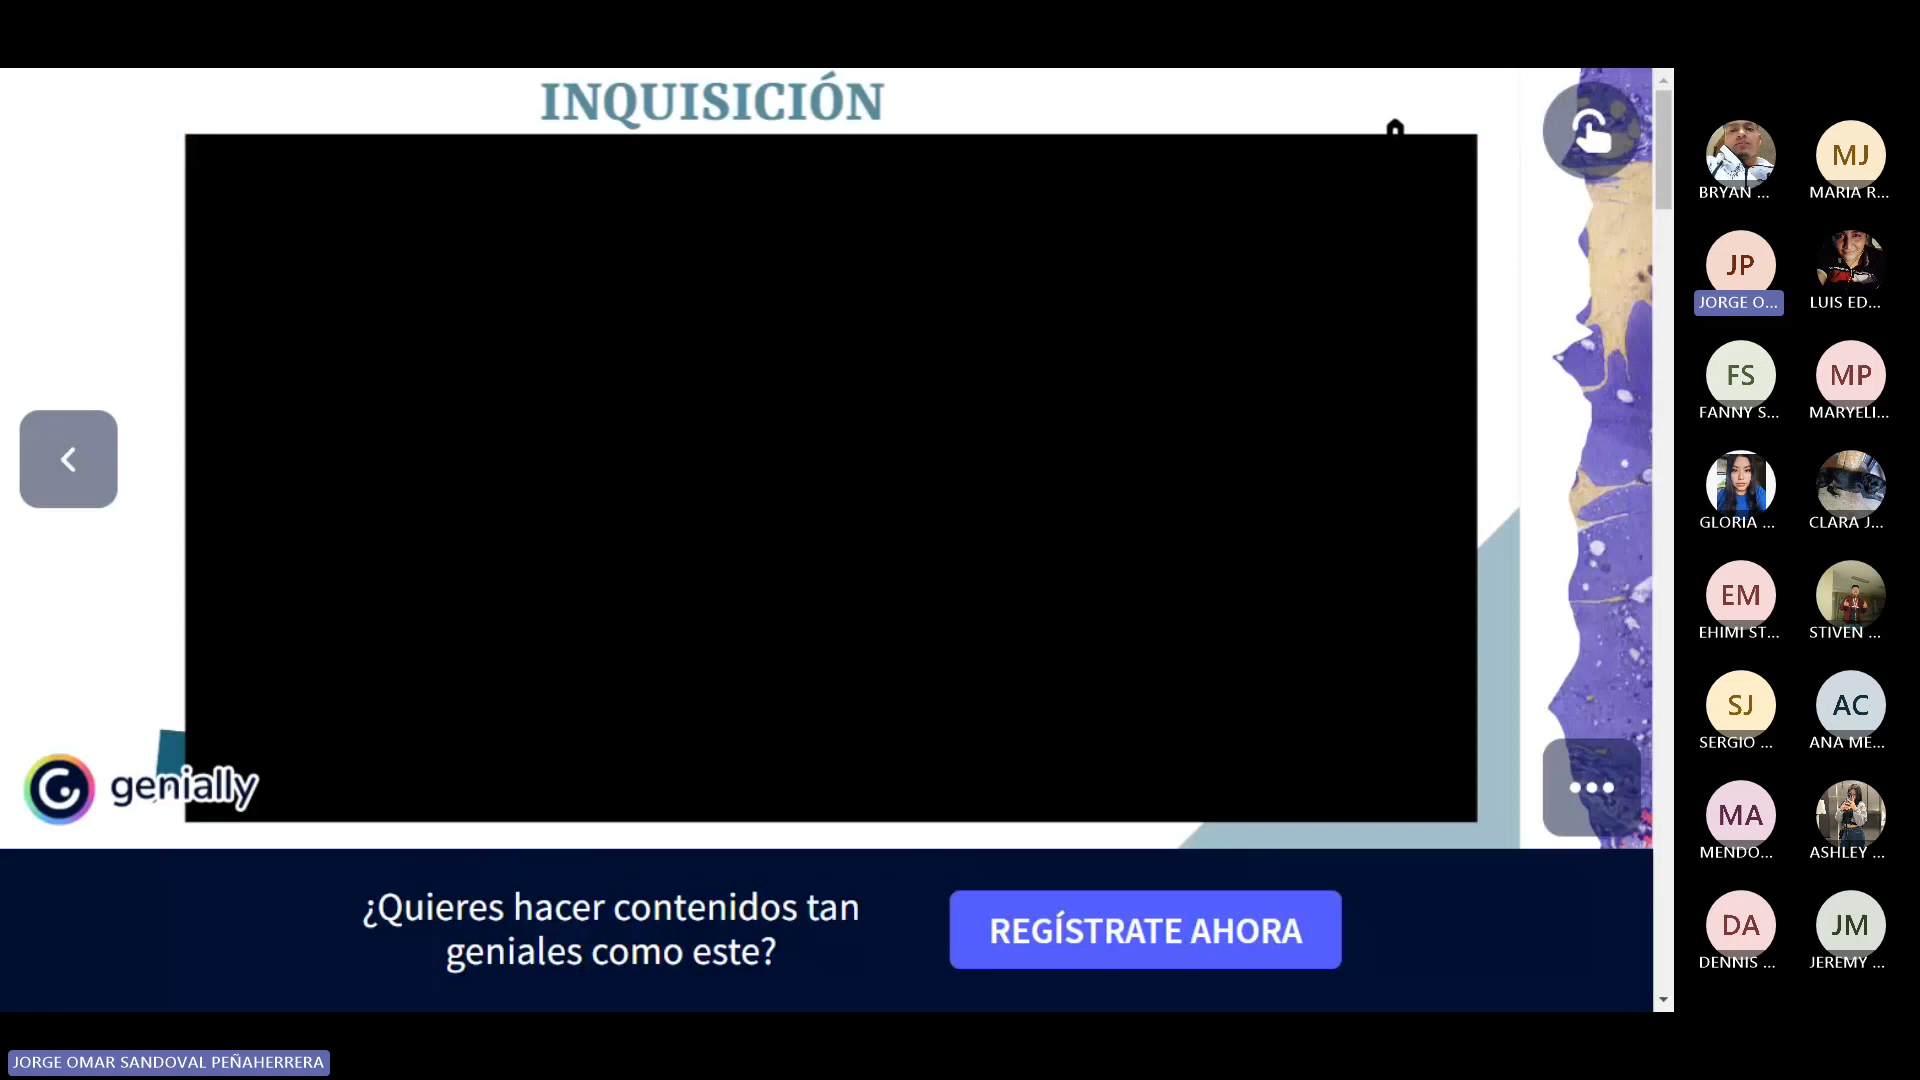 INQUISICIÓN
genially
¿Quieres hacer contenidos tan
geniales como este?
REGÍSTRATE AHORA
BRYAN ...
MJ
MARIA R...
JP
JORGE O...
LUIS ED...
FS
FANNY S...
MP
MARYELI...
GLORIA ...
CLARA J...
EM
EHIMI ST...
STIVEN ...
SJ
SERGIO ...
AC
ANA ME...
MA
MENDO...
ASHLEY ...
DA
DENNIS ...
JM
JEREMY ...
JORGE OMAR SANDOVAL PEÑAHERRERA